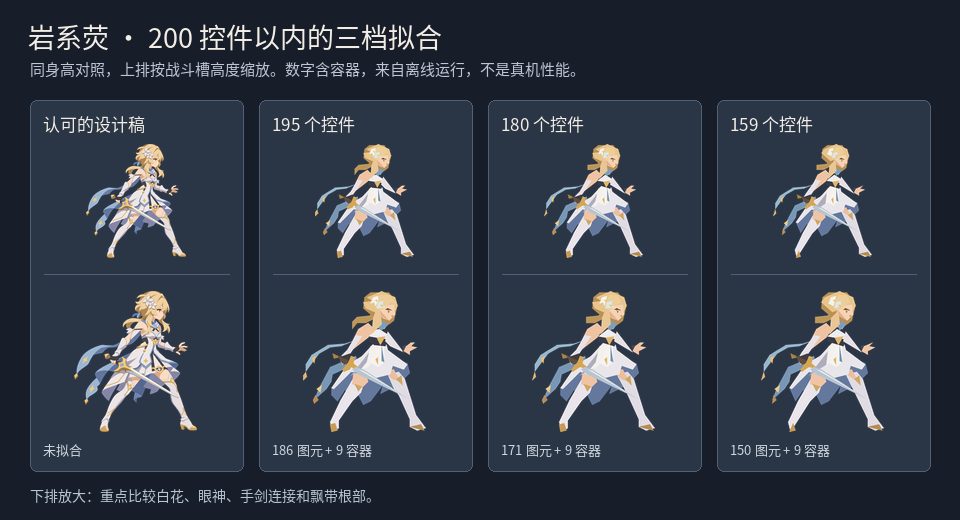 岩系荧 · 200 控件以内的三档拟合
同身高对照，上排按战斗槽高度缩放。数字含容器，来自离线运行，不是真机性能。
认可的设计稿
195 个控件
180 个控件
159 个控件
未拟合
186 图元 + 9 容器
171 图元 + 9 容器
150 图元 + 9 容器
下排放大：重点比较白花、眼神、手剑连接和飘带根部。